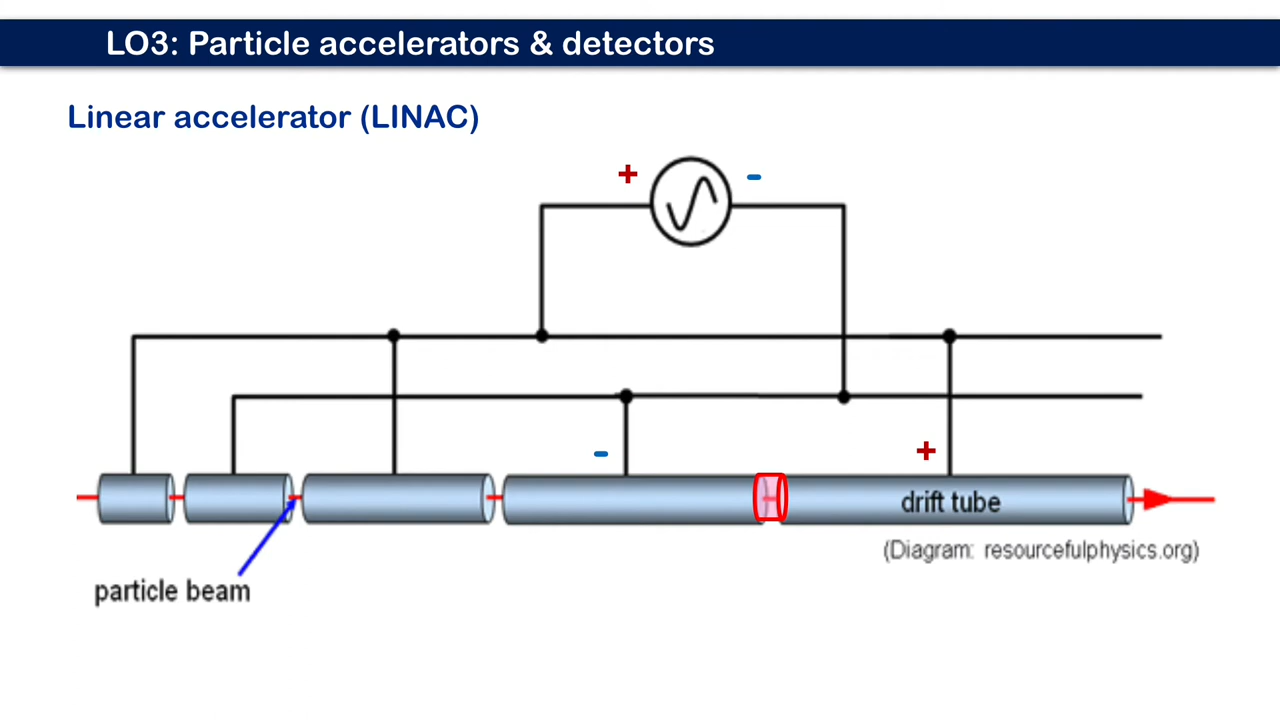 LO3: Particle accelerators & detectors
Linear accelerator (LINAC)
+ -
- +
drift tube
(Diagram: resourcefulphysics.org)
particle beam